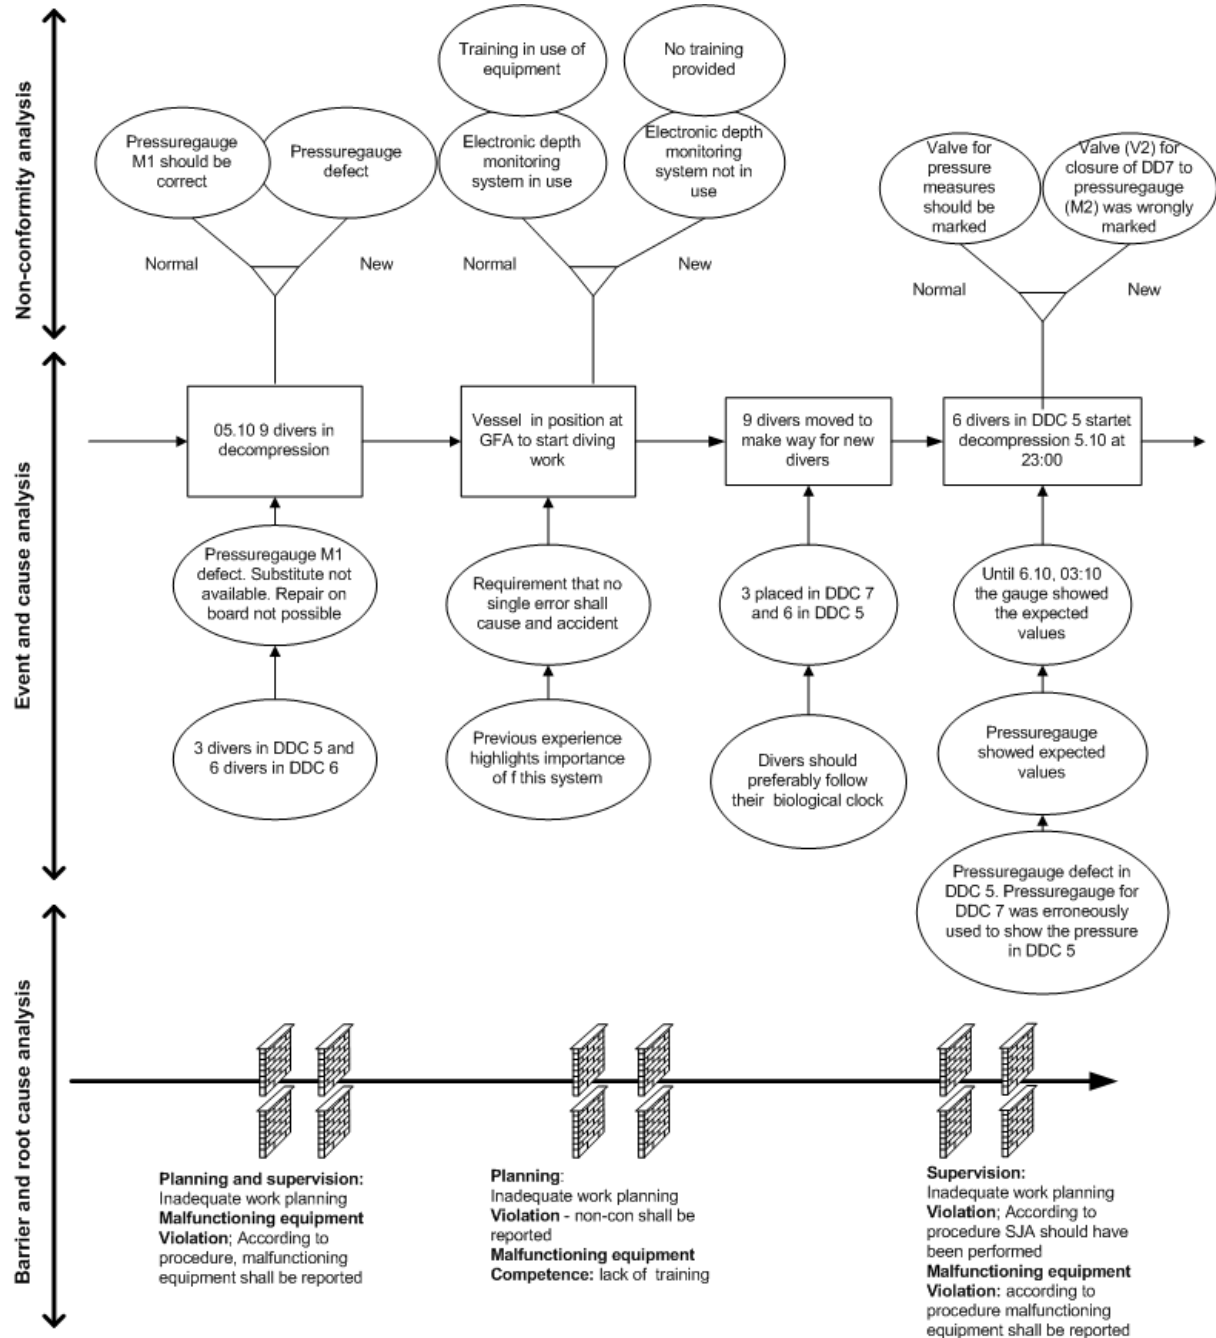 Non-conformity analysis
Training in use of
equipment
No training
provided
Pressuregauge
M1 should be
correct
Pressuregauge
defect
Electronic depth
monitoring
system in use
Electronic depth
monitoring
system not in
use
Valve for
pressure
measures
should be
marked
Valve (V2) for
closure of DD7 to
pressuregauge
(M2) was wrongly
marked
Normal
New
Normal
New
Normal
New
Event and cause analysis
05.10 9 divers in
decompression
Vessel in position at
GFA to start diving
work
9 divers moved to
make way for new
divers
6 divers in DDC 5 startet
decompression 5.10 at
23:00
Pressuregauge M1
defect. Substitute not
available. Repair on
board not possible
Requirement that no
single error shall
cause and accident
3 placed in DDC 7
and 6 in DDC 5
Until 6.10, 03:10
the gauge showed
the expected
values
3 divers in DDC 5 and
6 divers in DDC 6
Previous experience
highlights importance
of f this system
Divers should
preferably follow
their biological clock
Pressuregauge
showed expected
values
Pressuregauge defect in
DDC 5. Pressuregauge for
DDC 7 was erroneously
used to show the pressure
in DDC 5
Barrier and root cause analysis
Planning and supervision:
Inadequate work planning
Malfunctioning equipment
Violation; According to
procedure, malfunctioning
equipment shall be reported
Planning:
Inadequate work planning
Violation - non-con shall be
reported
Malfunctioning equipment
Competence: lack of training
Supervision:
Inadequate work planning
Violation; According to
procedure SJA should have
been performed
Malfunctioning equipment
Violation: according to
procedure malfunctioning
equipment shall be reported